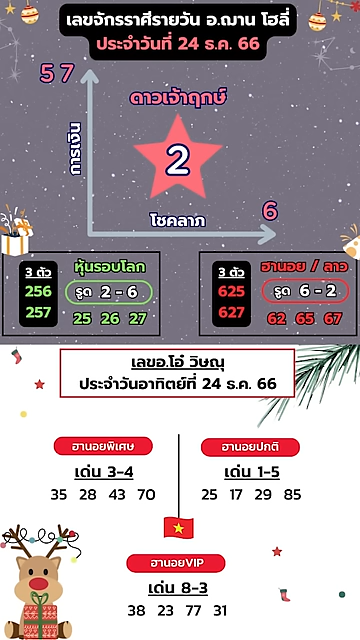 เลขจักรราศีรายวัน อ.ฌาน โฮลี่
ประจำวันที่ 24 ธ.ค. 66
5 7
ดาวเจ้าฤกษ์
การเงิน
2
โชคลาภ
6
3 ตัว
256
257
หุ้นรอบโลก
รูด 2 - 6
25 26 27
3 ตัว
625
627
ฮานอย / ลาว
รูด 6 - 2
62 65 67
เลขอ.โอ๋ วิษณุ
ประจำวันอาทิตย์ที่ 24 ธ.ค. 66
ฮานอยพิเศษ
เด่น 3-4
35 28 43 70
ฮานอยปกติ
เด่น 1-5
25 17 29 85
ฮานอยVIP
เด่น 8-3
38 23 77 31